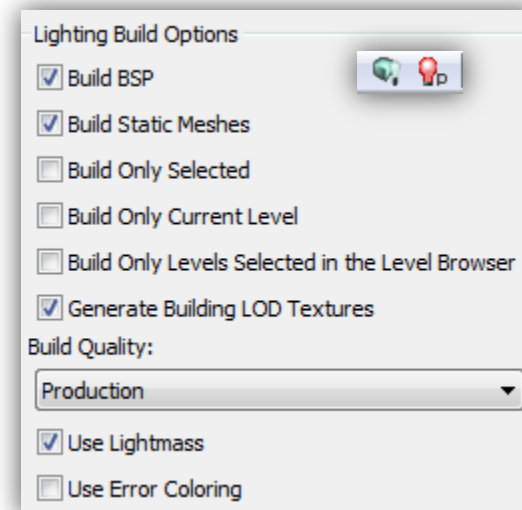 Lighting Build Options
Build BSP
Build Static Meshes
Build Only Selected
Build Only Current Level
Build Only Levels Selected in the Level Browser
Generate Building LOD Textures
Build Quality:
Production
Use Lightmass
Use Error Coloring
p